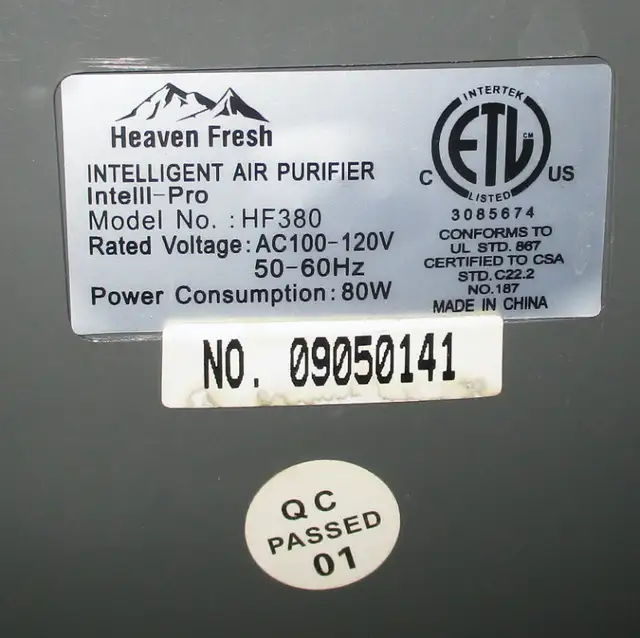 Heaven Fresh
INTELLIGENT AIR PURIFIER
Intelll-Pro
Model No. : HF380
Rated Voltage: AC100-120V
50-60Hz
Power Consumption: 80W
INTERTEK
ETL CM
C US
LISTED
3085674
CONFORMS TO
UL STD. 867
CERTIFIED TO CSA
STD. C22.2
NO.187
MADE IN CHINA
NO. 09050141
QC
PASSED
01